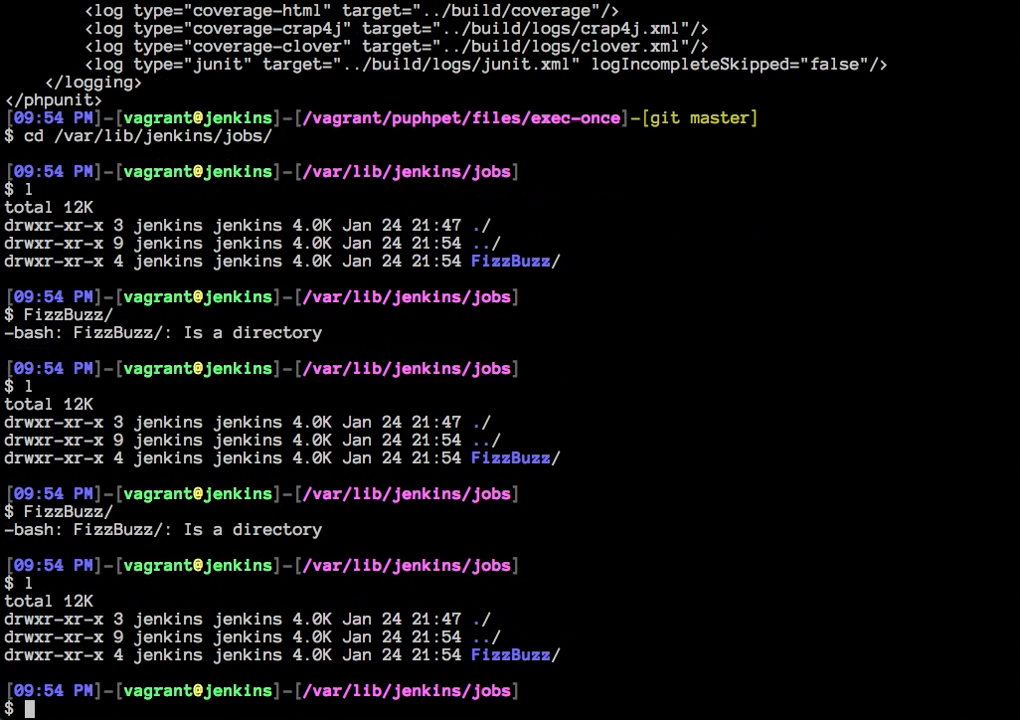 <log type="coverage-html" target="../build/coverage"/>
<log type="coverage-crap4j" target="../build/logs/crap4j.xml"/>
<log type="coverage-clover" target="../build/logs/clover.xml"/>
<log type="junit" target="../build/logs/junit.xml" logIncompleteSkipped="false"/>
</logging>
</phpunit>
[09:54 PM]-[vagrant@jenkins]-[/vagrant/puphpet/files/exec-once]-[git master]
$ cd /var/lib/jenkins/jobs/
[09:54 PM]-[vagrant@jenkins]-[/var/lib/jenkins/jobs]
$ l
total 12K
drwxr-xr-x 3 jenkins jenkins 4.0K Jan 24 21:47 ./
drwxr-xr-x 9 jenkins jenkins 4.0K Jan 24 21:54 ../
drwxr-xr-x 4 jenkins jenkins 4.0K Jan 24 21:54 FizzBuzz/
[09:54 PM]-[vagrant@jenkins]-[/var/lib/jenkins/jobs]
$ FizzBuzz/
-bash: FizzBuzz/: Is a directory
[09:54 PM]-[vagrant@jenkins]-[/var/lib/jenkins/jobs]
$ l
total 12K
drwxr-xr-x 3 jenkins jenkins 4.0K Jan 24 21:47 ./
drwxr-xr-x 9 jenkins jenkins 4.0K Jan 24 21:54 ../
drwxr-xr-x 4 jenkins jenkins 4.0K Jan 24 21:54 FizzBuzz/
[09:54 PM]-[vagrant@jenkins]-[/var/lib/jenkins/jobs]
$ FizzBuzz/
-bash: FizzBuzz/: Is a directory
[09:54 PM]-[vagrant@jenkins]-[/var/lib/jenkins/jobs]
$ l
total 12K
drwxr-xr-x 3 jenkins jenkins 4.0K Jan 24 21:47 ./
drwxr-xr-x 9 jenkins jenkins 4.0K Jan 24 21:54 ../
drwxr-xr-x 4 jenkins jenkins 4.0K Jan 24 21:54 FizzBuzz/
[09:54 PM]-[vagrant@jenkins]-[/var/lib/jenkins/jobs]
$